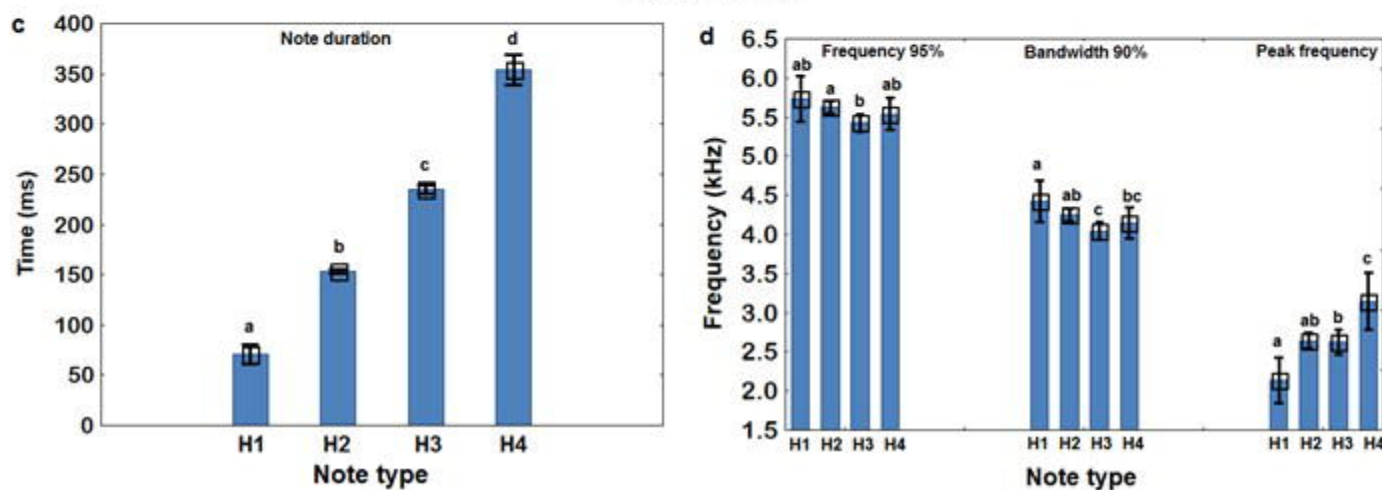 c
Note duration
400
350
300
250
200
150
100
50
0
Time (ms)
a
b
c
d
H1 H2 H3 H4
Note type
d
Frequency 95% Bandwidth 90% Peak frequency
6.5
6.0
5.5
5.0
4.5
4.0
3.5
3.0
2.5
2.0
1.5
Frequency (kHz)
ab a b ab
a ab c bc
a ab b c
H1 H2 H3 H4 H1 H2 H3 H4 H1 H2 H3 H4
Note type